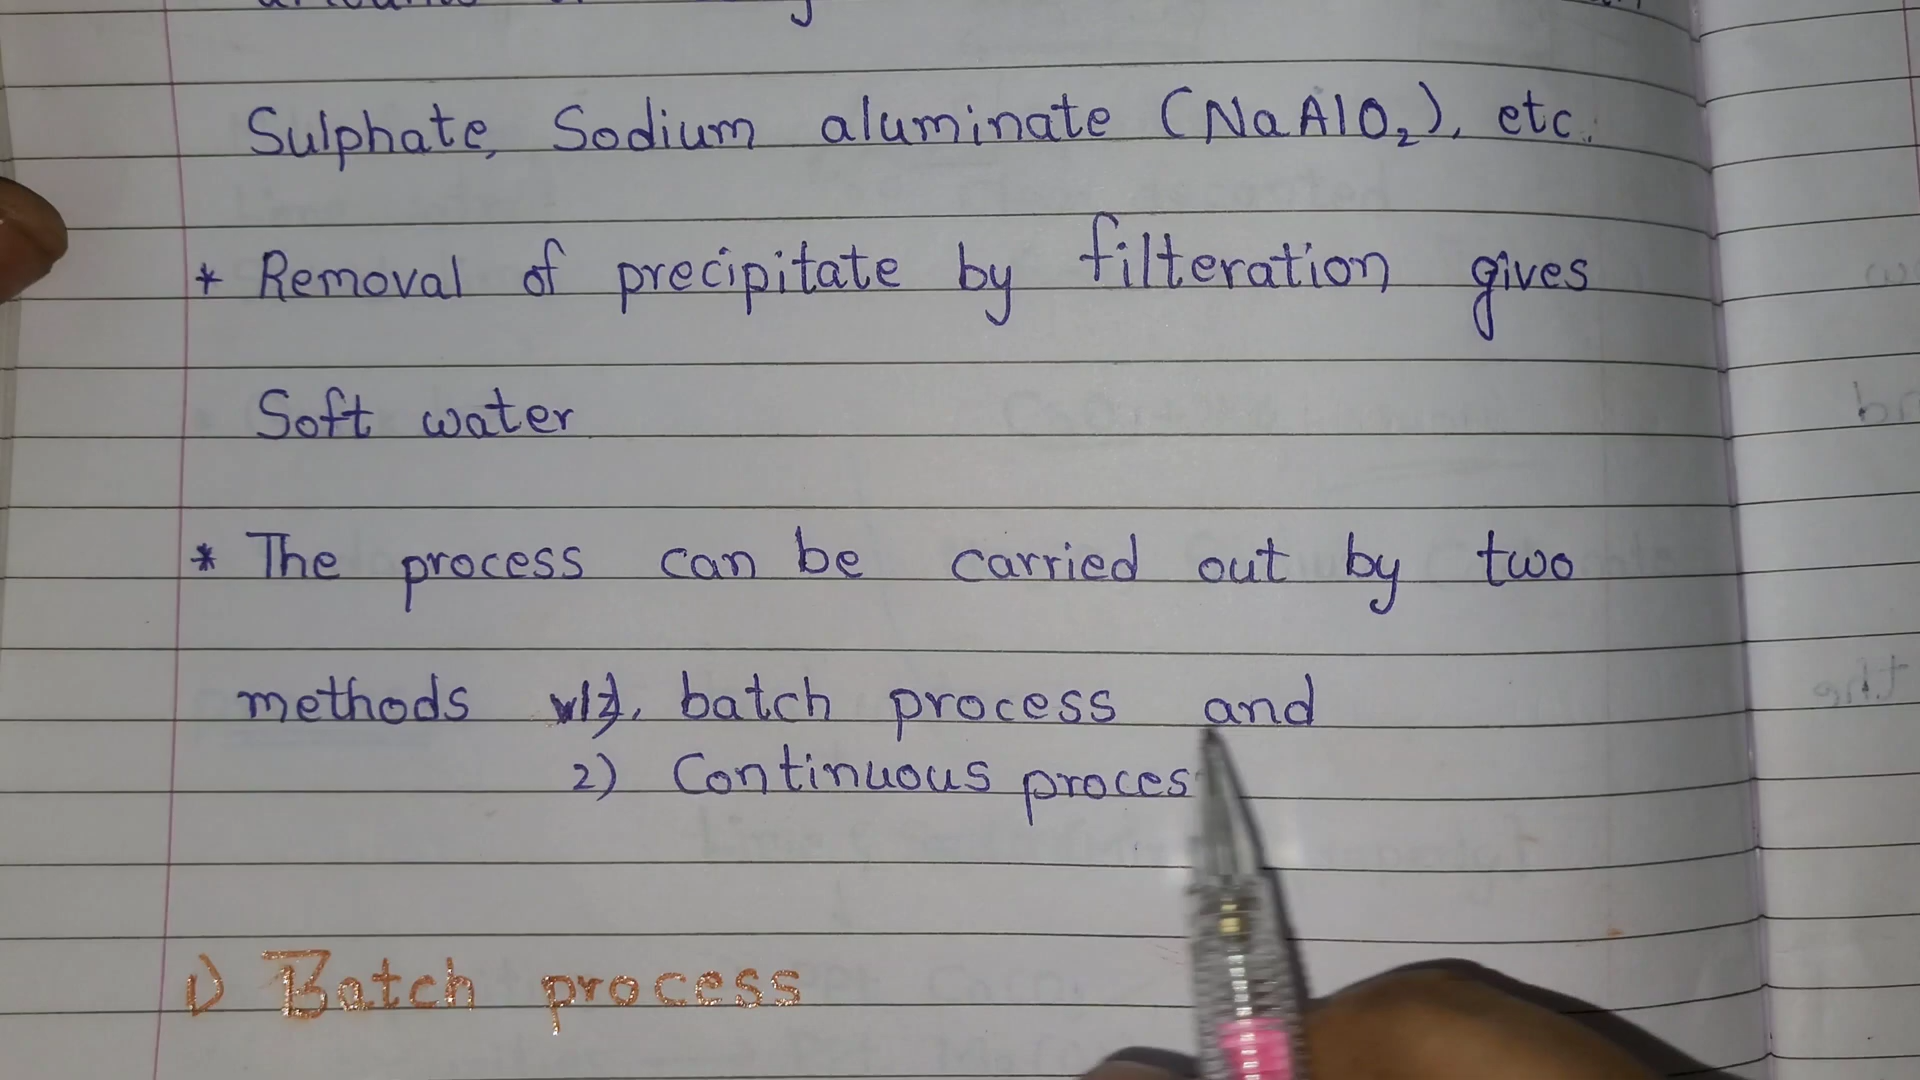 Sulphate, Sodium aluminate (NaAlO₂), etc.
* Removal of precipitate by filteration gives
Soft water
* The process can be carried out by two
methods 1), batch process and
2) Continuous proces
1) Batch process